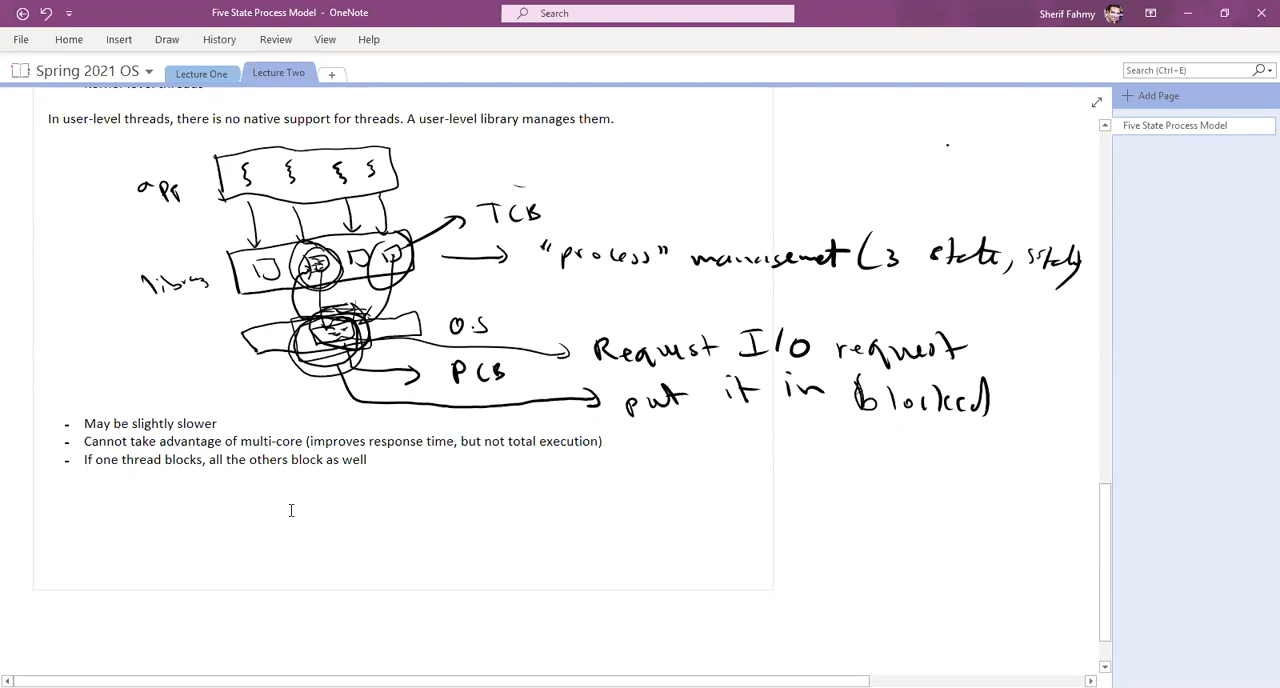 Five State Process Model - OneNote
Search
Sherif Fahmy
File Home Insert Draw History Review View Help
Spring 2021 OS
Lecture One
Lecture Two
+
Search (Ctrl+E)
Add Page
Five State Process Model
In user-level threads, there is no native support for threads. A user-level library manages them.
app
TCB
"process" management (3 state,
library
O.S
Request I/O request
PCB
put it in blocked
- May be slightly slower
- Cannot take advantage of multi-core (improves response time, but not total execution)
- If one thread blocks, all the others block as well